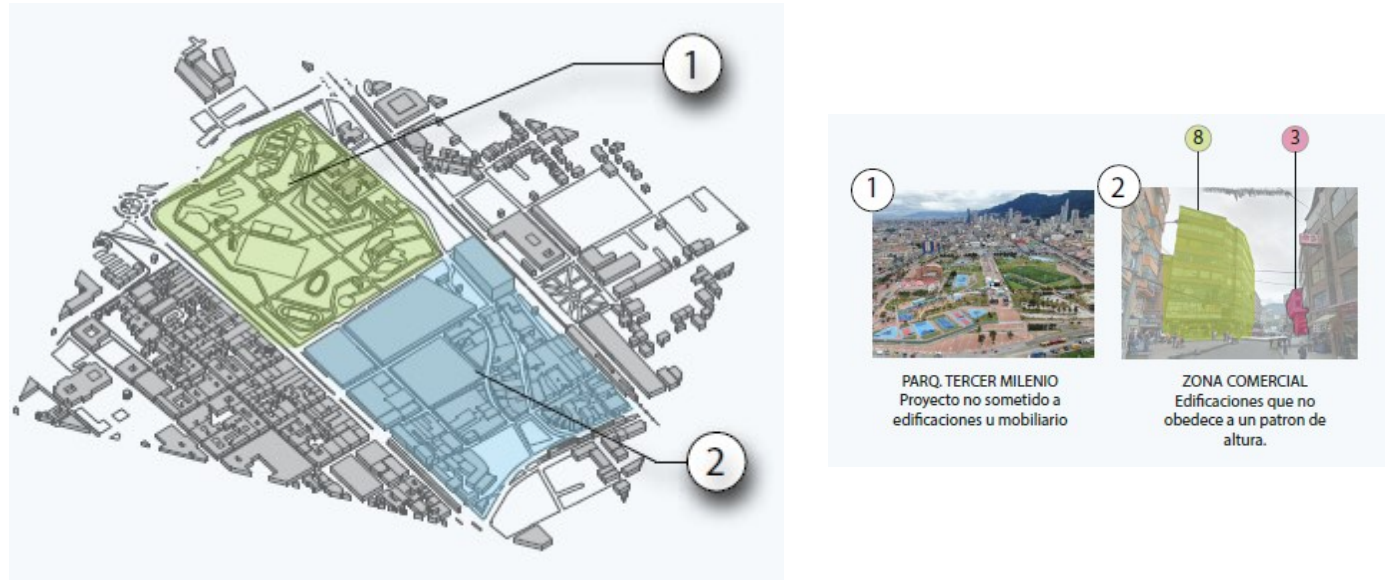 1
2
8
3
1
2
PARQ. TERCER MILENIO
Proyecto no sometido a
edificaciones u mobiliario
ZONA COMERCIAL
Edificaciones que no
obedece a un patron de
altura.